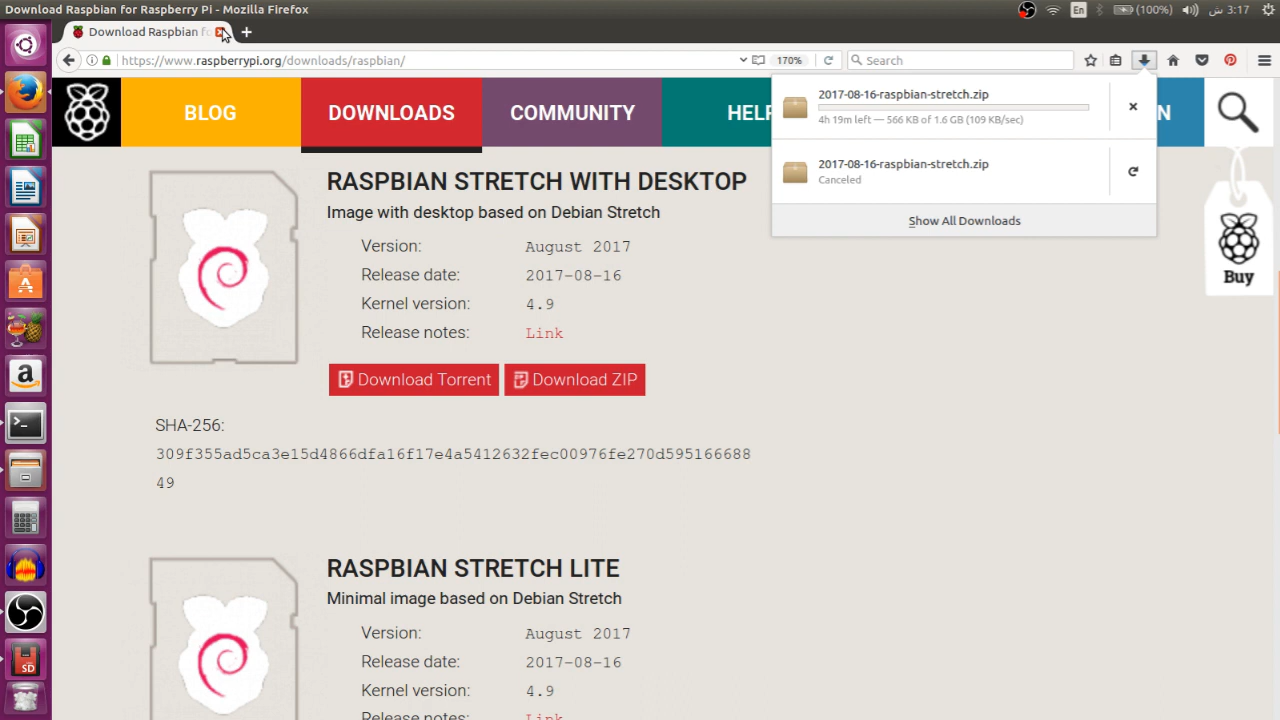 Download Raspbian for Raspberry Pi - Mozilla Firefox
En (100%) 3:17 ش
Download Raspbian fo
https://www.raspberrypi.org/downloads/raspbian/ 170% Search
BLOG DOWNLOADS COMMUNITY HELP N
2017-08-16-raspbian-stretch.zip
4h 19m left — 566 KB of 1.6 GB (109 KB/sec)
2017-08-16-raspbian-stretch.zip
Canceled
Show All Downloads
Buy
RASPBIAN STRETCH WITH DESKTOP
Image with desktop based on Debian Stretch
Version: August 2017
Release date: 2017-08-16
Kernel version: 4.9
Release notes: Link
Download Torrent Download ZIP
SHA-256:
309f355ad5ca3e15d4866dfa16f17e4a5412632fec00976fe270d595166688
49
RASPBIAN STRETCH LITE
Minimal image based on Debian Stretch
Version: August 2017
Release date: 2017-08-16
Kernel version: 4.9
Release notes: Link
SD